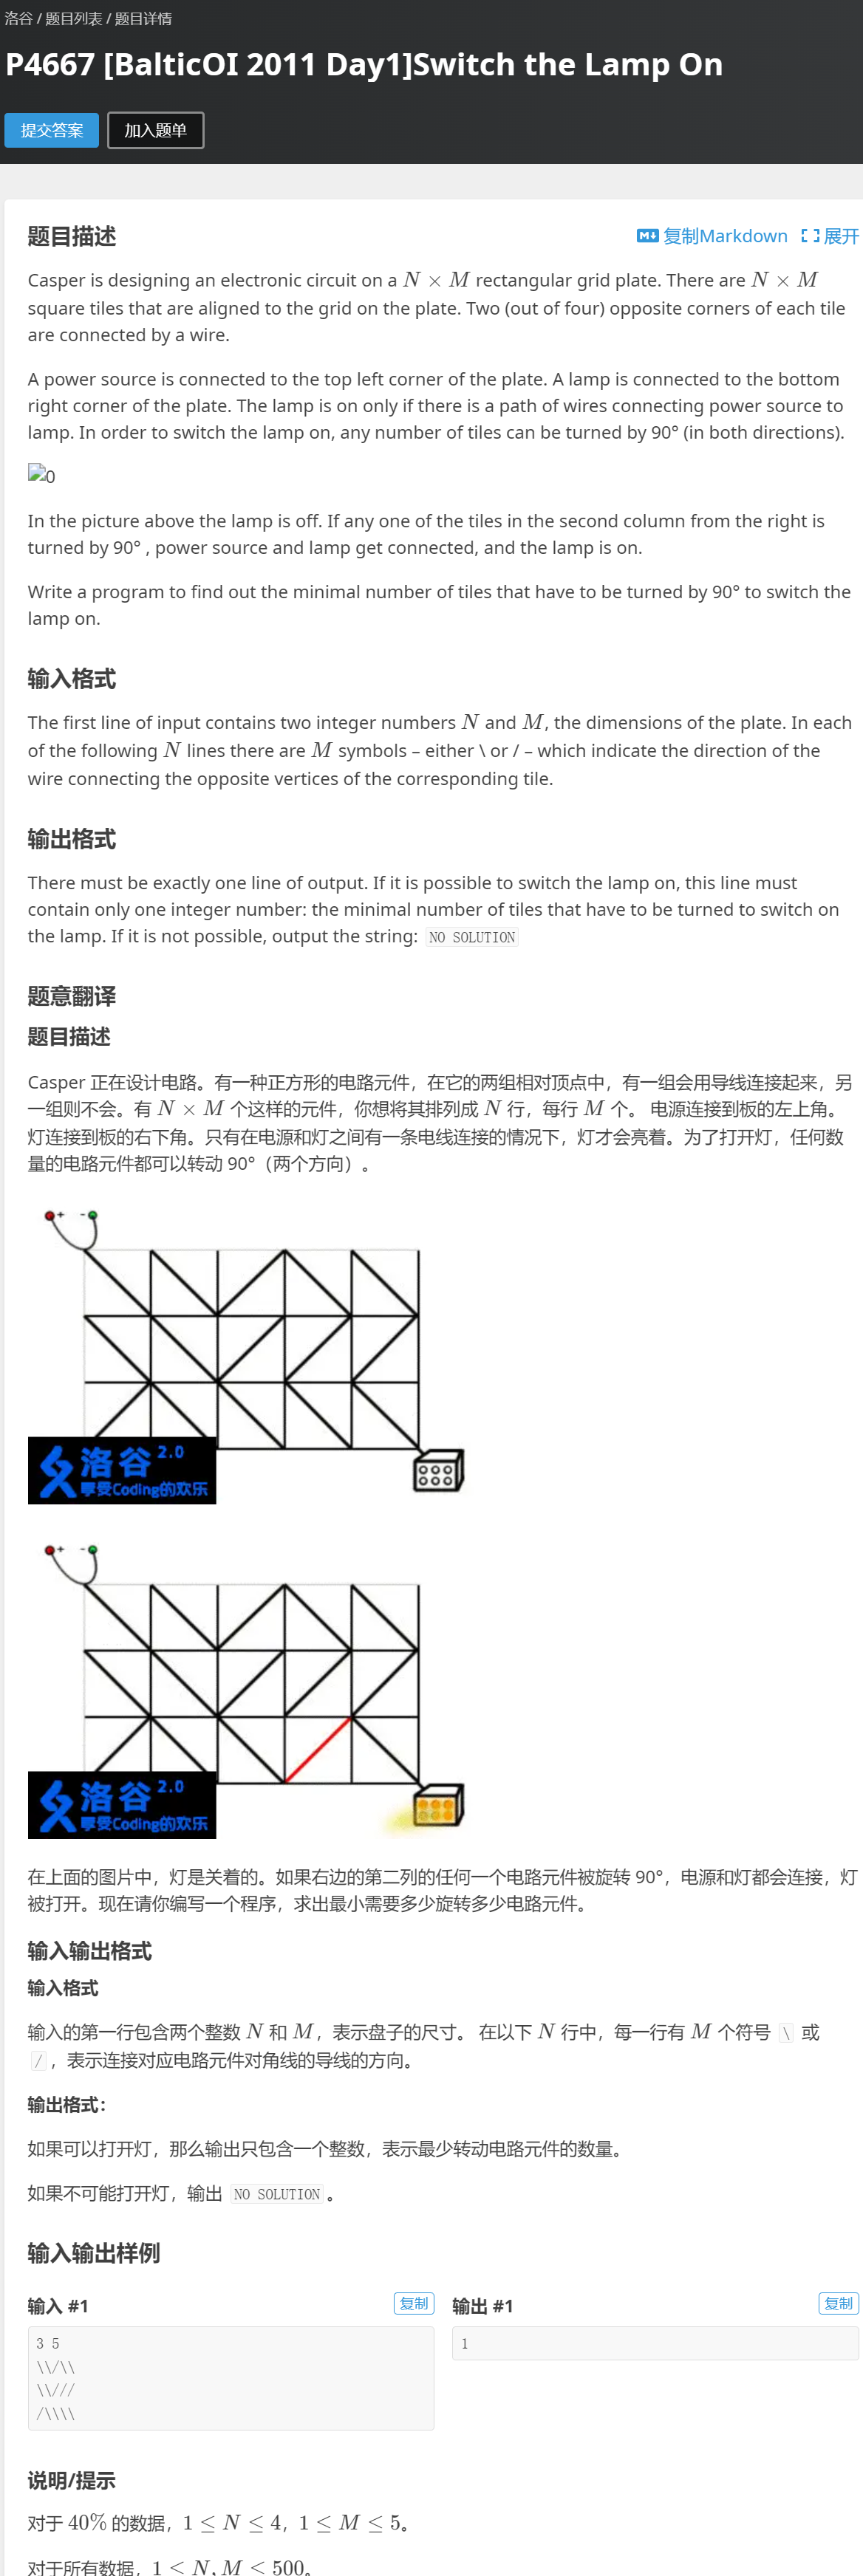 洛谷 / 题目列表 / 题目详情
P4667 [BalticOI 2011 Day1]Switch the Lamp On
提交答案 加入题单
题目描述 复制Markdown 展开
Casper is designing an electronic circuit on a N × M rectangular grid plate. There are N × M
square tiles that are aligned to the grid on the plate. Two (out of four) opposite corners of each tile
are connected by a wire.
A power source is connected to the top left corner of the plate. A lamp is connected to the bottom
right corner of the plate. The lamp is on only if there is a path of wires connecting power source to
lamp. In order to switch the lamp on, any number of tiles can be turned by 90° (in both directions).
0
In the picture above the lamp is off. If any one of the tiles in the second column from the right is
turned by 90° , power source and lamp get connected, and the lamp is on.
Write a program to find out the minimal number of tiles that have to be turned by 90° to switch the
lamp on.
输入格式
The first line of input contains two integer numbers N and M, the dimensions of the plate. In each
of the following N lines there are M symbols – either \ or / – which indicate the direction of the
wire connecting the opposite vertices of the corresponding tile.
输出格式
There must be exactly one line of output. If it is possible to switch the lamp on, this line must
contain only one integer number: the minimal number of tiles that have to be turned to switch on
the lamp. If it is not possible, output the string: NO SOLUTION
题意翻译
题目描述
Casper 正在设计电路。有一种正方形的电路元件，在它的两组相对顶点中，有一组会用导线连接起来，另
一组则不会。有 N × M 个这样的元件，你想将其排列成 N 行，每行 M 个。 电源连接到板的左上角。
灯连接到板的右下角。只有在电源和灯之间有一条电线连接的情况下，灯才会亮着。为了打开灯，任何数
量的电路元件都可以转动 90°（两个方向）。
+ -
洛谷 2.0
享受Coding的欢乐
+ -
洛谷 2.0
享受Coding的欢乐
在上面的图片中，灯是关着的。如果右边的第二列的任何一个电路元件被旋转 90°，电源和灯都会连接，灯
被打开。现在请你编写一个程序，求出最小需要多少旋转多少电路元件。
输入输出格式
输入格式
输入的第一行包含两个整数 N 和 M，表示盘子的尺寸。 在以下 N 行中，每一行有 M 个符号 \ 或
/，表示连接对应电路元件对角线的导线的方向。
输出格式：
如果可以打开灯，那么输出只包含一个整数，表示最少转动电路元件的数量。
如果不可能打开灯，输出 NO SOLUTION。
输入输出样例
输入 #1 复制 输出 #1 复制
3 5
\\/\\
\\///
/\\\\
1
说明/提示
对于 40% 的数据，1 ≤ N ≤ 4，1 ≤ M ≤ 5。
对于所有数据，1 ≤ N, M ≤ 500。